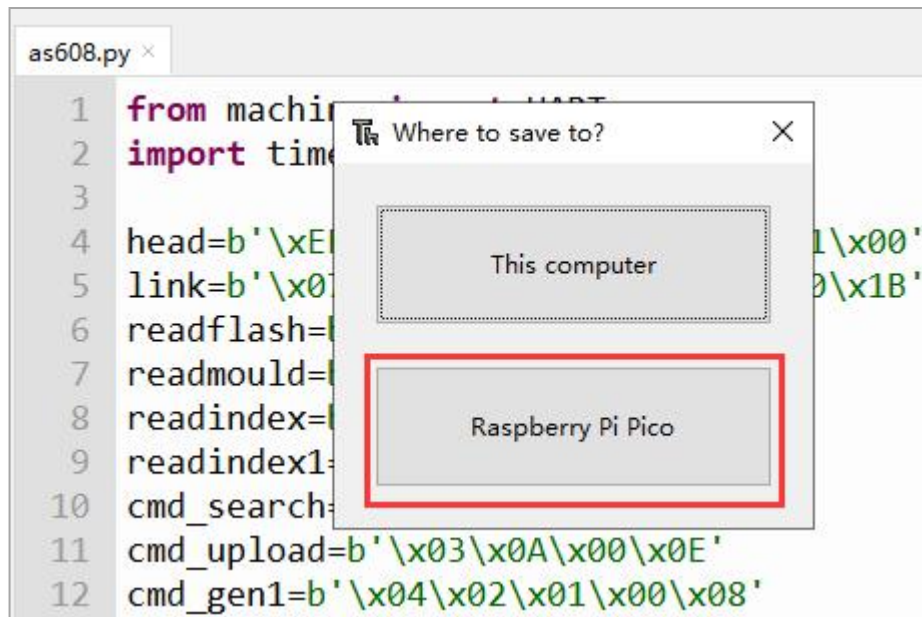 as608.py ×
1 from machin
2 import time
3
4 head=b'\xE 1\x00'
5 link=b'\x0 0\x1B'
6 readflash=
7 readmould=
8 readindex=
9 readindex1=
10 cmd_search=
11 cmd_upload=b'\x03\x0A\x00\x0E'
12 cmd_gen1=b'\x04\x02\x01\x00\x08'
Where to save to?
This computer
Raspberry Pi Pico